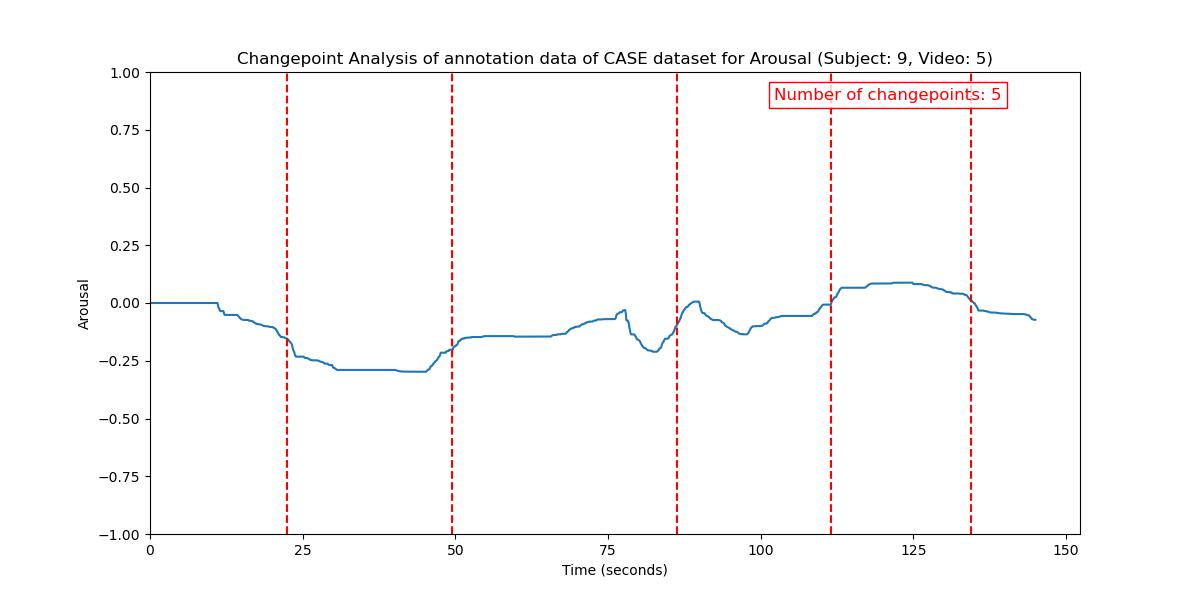 Changepoint Analysis of annotation data of CASE dataset for Arousal (Subject: 9, Video: 5)
Number of changepoints: 5
Arousal
1.00
0.75
0.50
0.25
0.00
−0.25
−0.50
−0.75
−1.00
0 25 50 75 100 125 150
Time (seconds)